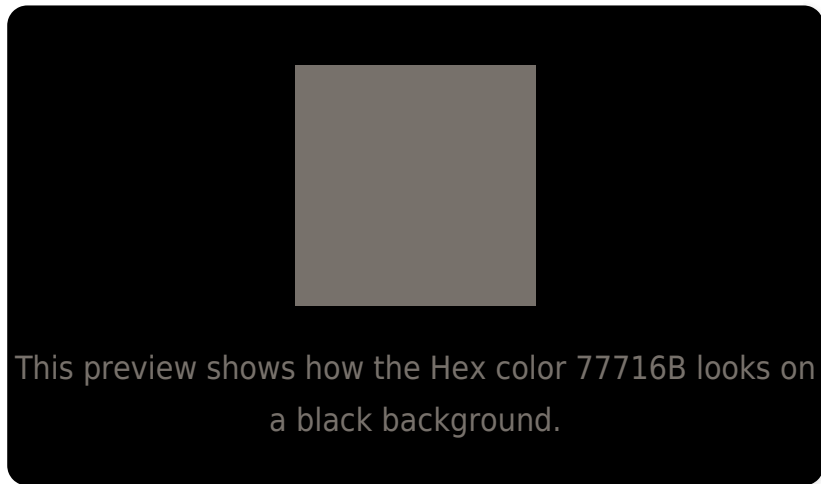 This preview shows how the Hex color 77716B looks on
a black background.